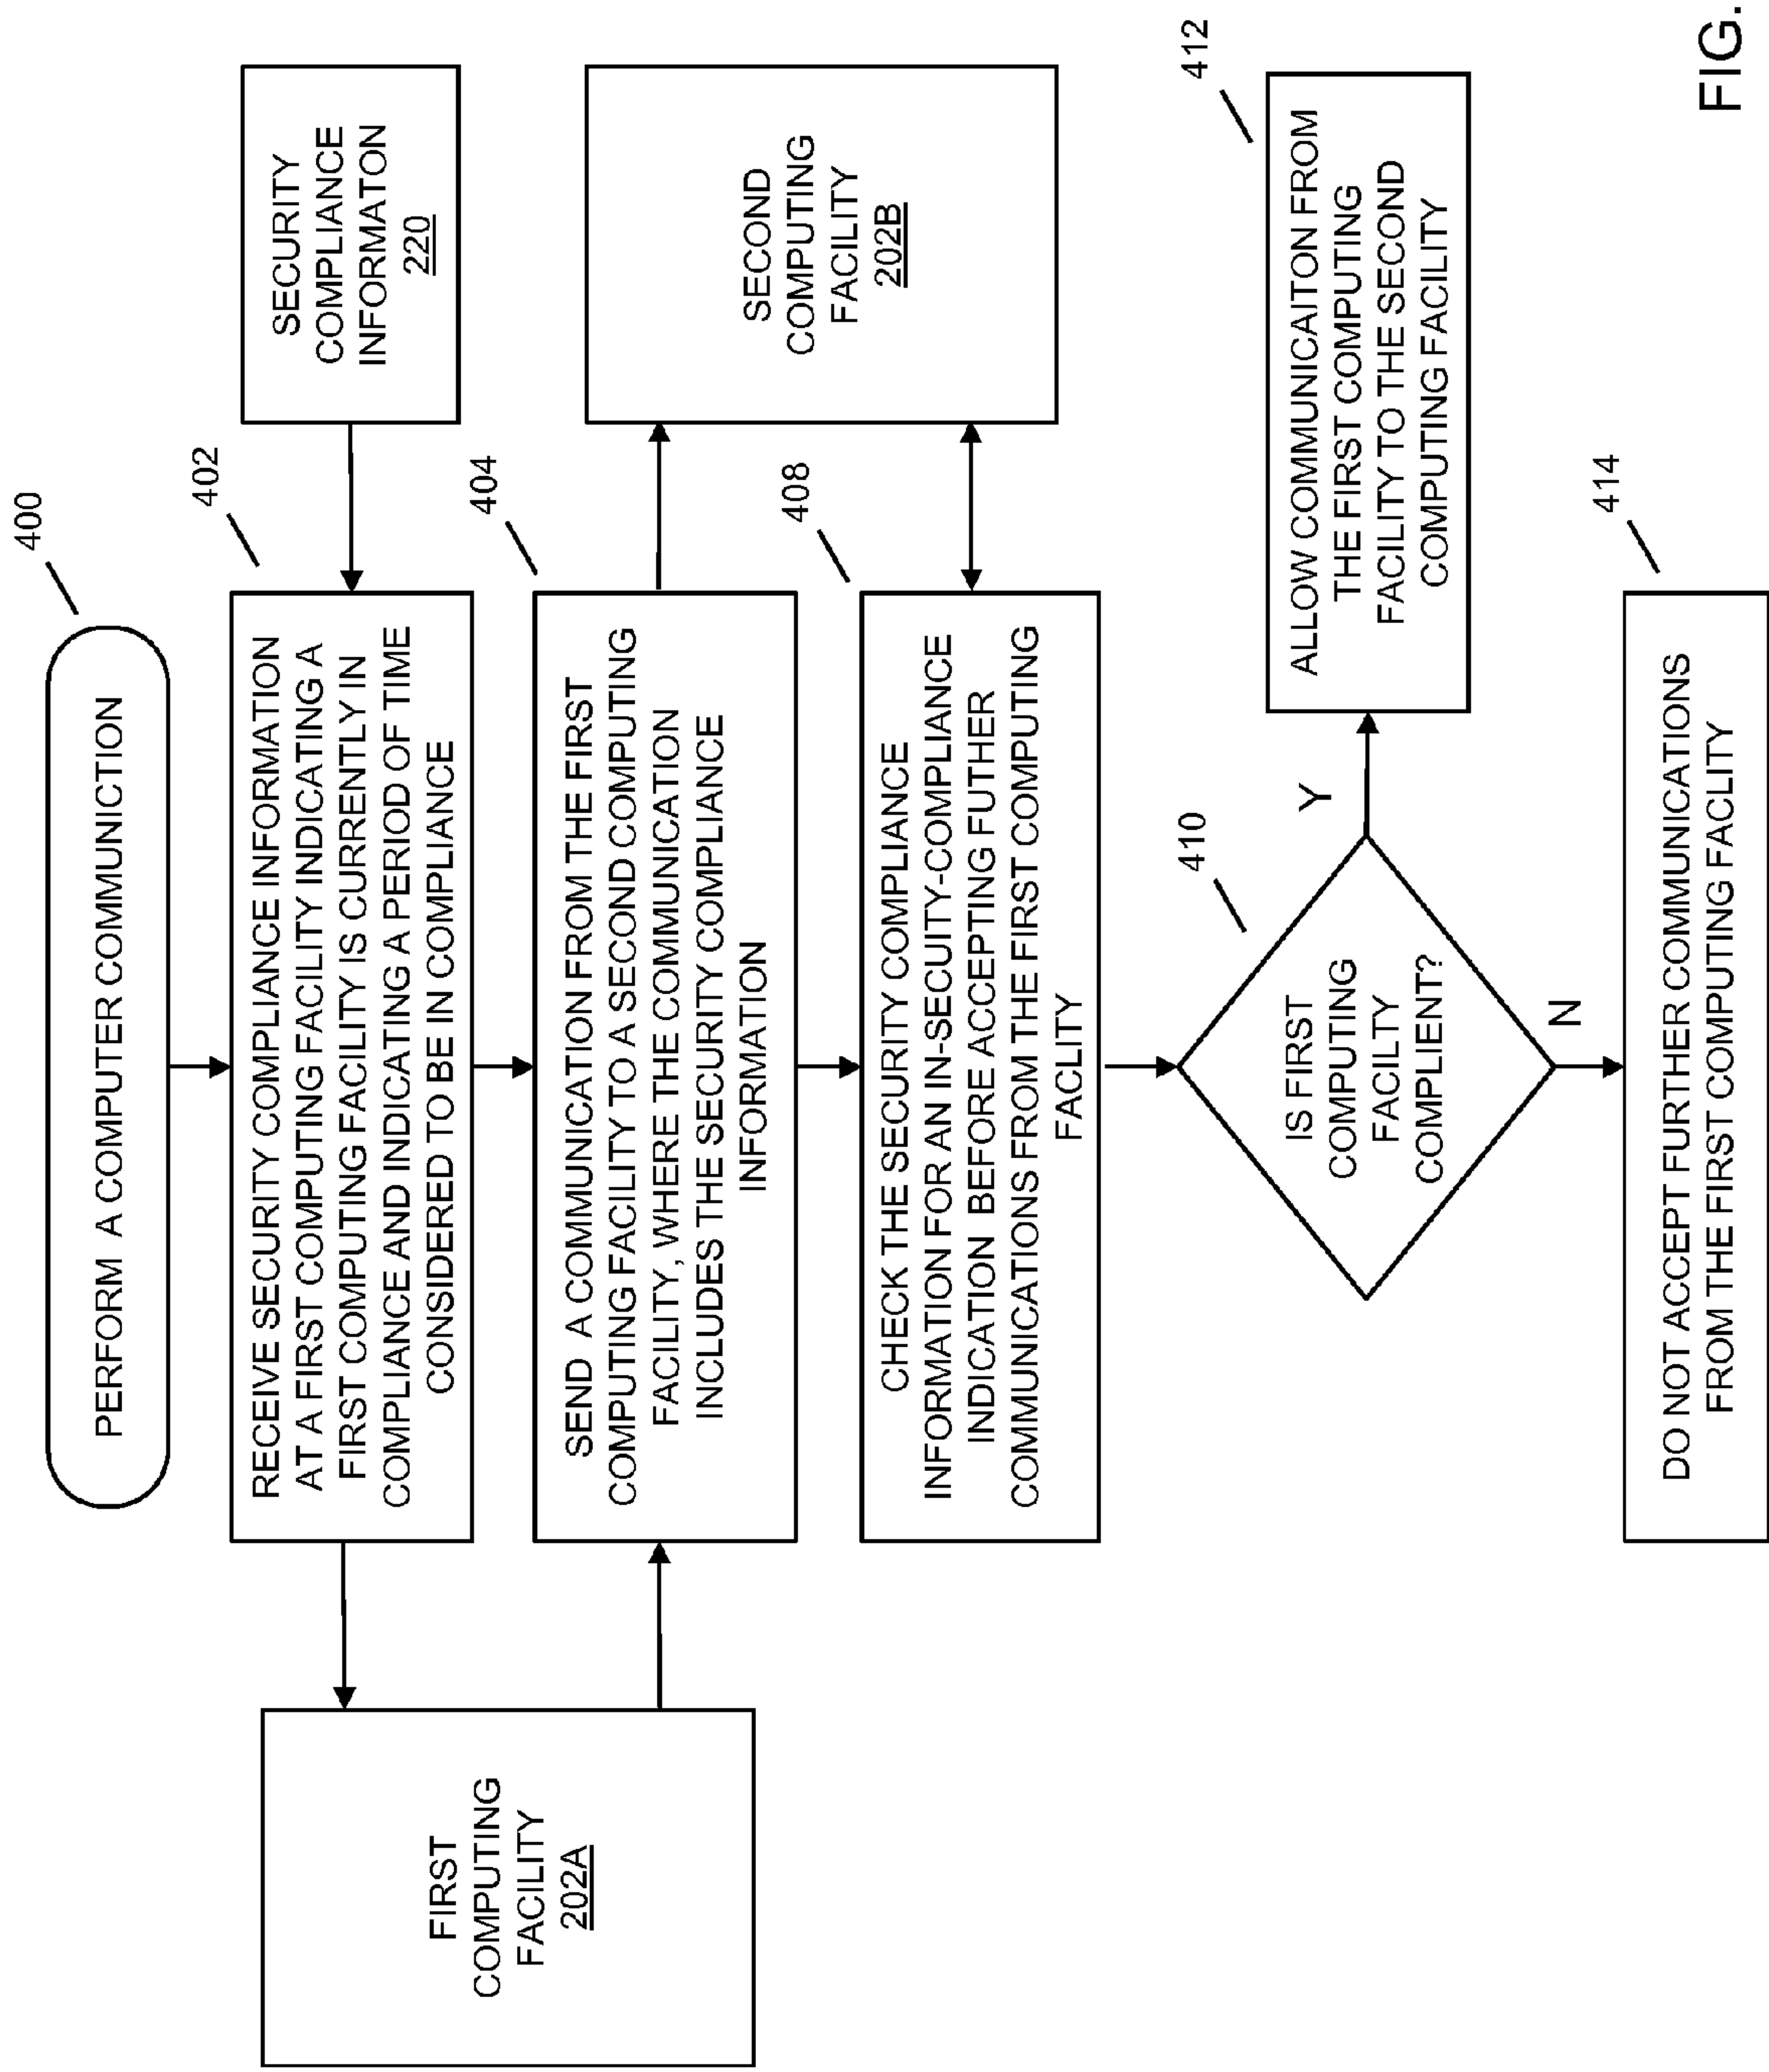 400
PERFORM A COMPUTER COMMUNICTION
402
RECEIVE SECURITY COMPLIANCE INFORMATION
AT A FIRST COMPUTING FACILITY INDICATING A
FIRST COMPUTING FACILITY IS CURRENTLY IN
COMPLIANCE AND INDICATING A PERIOD OF TIME
CONSIDERED TO BE IN COMPLIANCE
SECURITY
COMPLIANCE
INFORMATON
220
FIRST
COMPUTING
FACILITY
202A
404
SEND A COMMUNICATION FROM THE FIRST
COMPUTING FACILITY TO A SECOND COMPUTING
FACILITY, WHERE THE COMMUNICATION
INCLUDES THE SECURITY COMPLIANCE
INFORMATION
SECOND
COMPUTING
FACILITY
202B
408
CHECK THE SECURITY COMPLIANCE
INFORMATION FOR AN IN-SECUITY-COMPLIANCE
INDICATION BEFORE ACCEPTING FUTHER
COMMUNICATIONS FROM THE FIRST COMPUTING
FACLITY
410
IS FIRST
COMPUTING
FACILITY
COMPLIENT?
Y
N
412
ALLOW COMMUNICAITON FROM
THE FIRST COMPUTING
FACILITY TO THE SECOND
COMPUTING FACILITY
414
DO NOT ACCEPT FURTHER COMMUNICATIONS
FROM THE FIRST COMPUTING FACLITY
FIG.